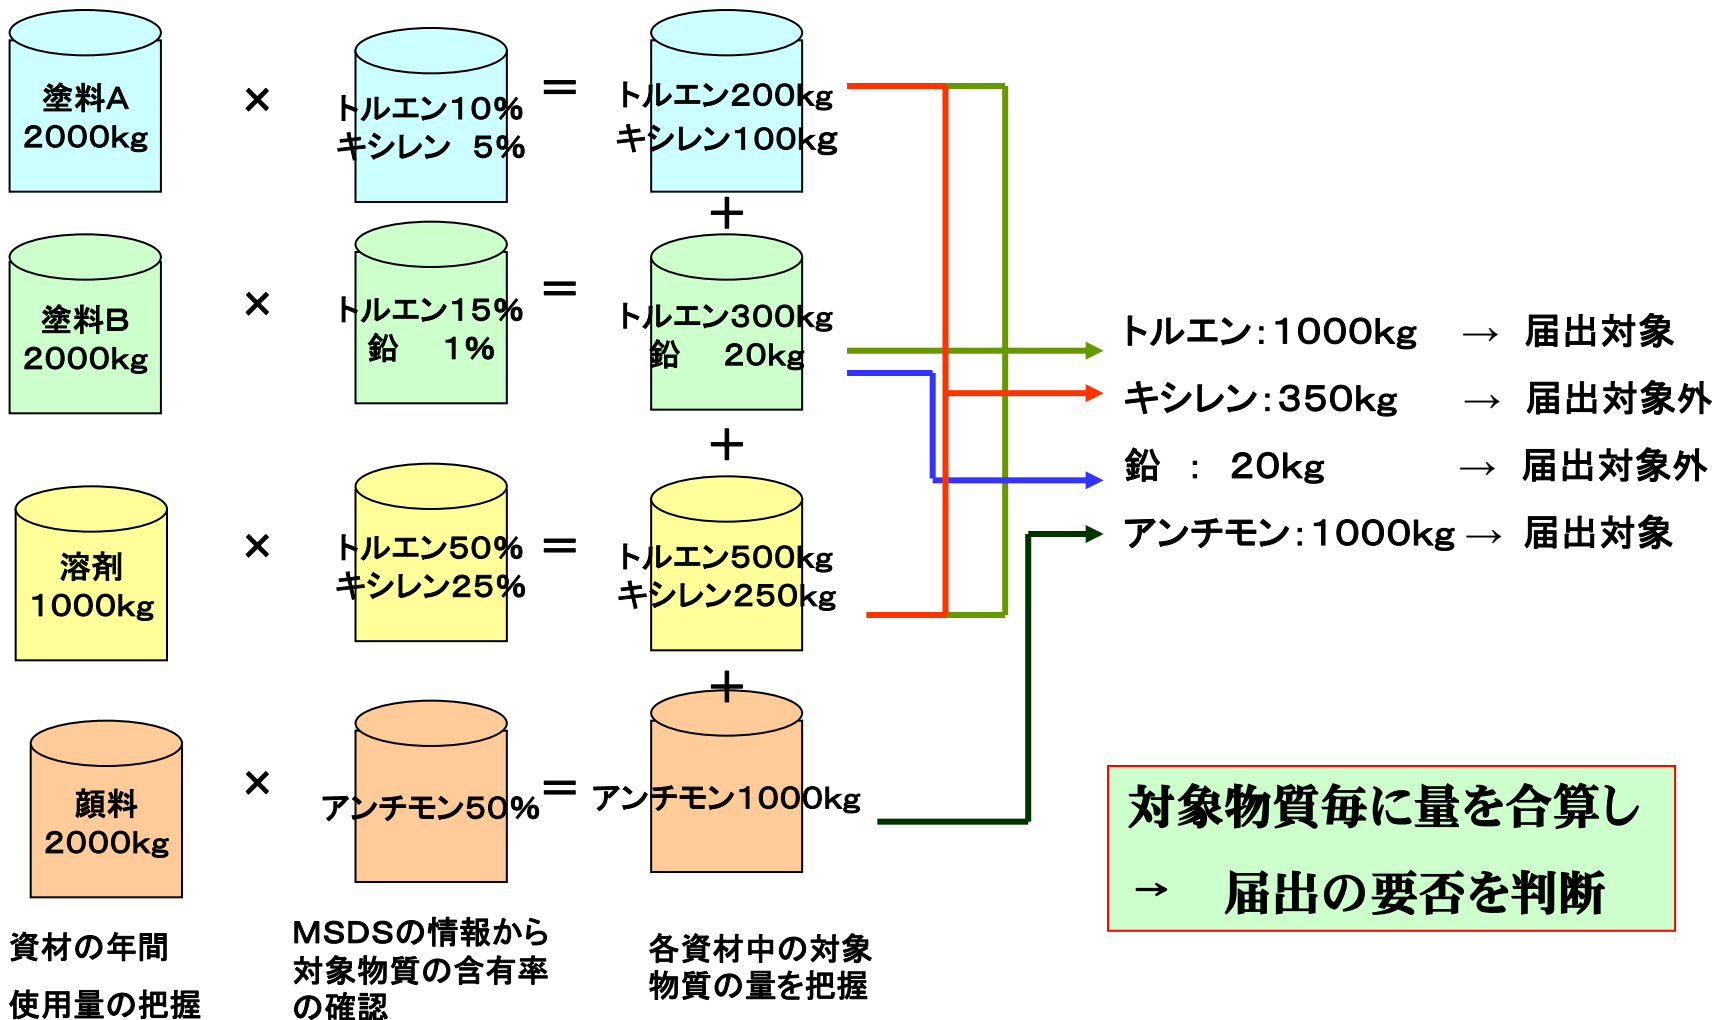 塗料A
2000kg
×
トルエン10%
キシレン 5%
＝
トルエン200kg
キシレン100kg
＋
塗料B
2000kg
×
トルエン15%
鉛 1%
＝
トルエン300kg
鉛 20kg
＋
溶剤
1000kg
×
トルエン50%
キシレン25%
＝
トルエン500kg
キシレン250kg
＋
顔料
2000kg
×
アンチモン50%
＝
アンチモン1000kg
トルエン：1000kg → 届出対象
キシレン：350kg → 届出対象外
鉛 ： 20kg → 届出対象外
アンチモン：1000kg→ 届出対象
対象物質毎に量を合算し
→ 届出の要否を判断
資材の年間
使用量の把握
MSDSの情報から
対象物質の含有率
の確認
各資材中の対象
物質の量を把握